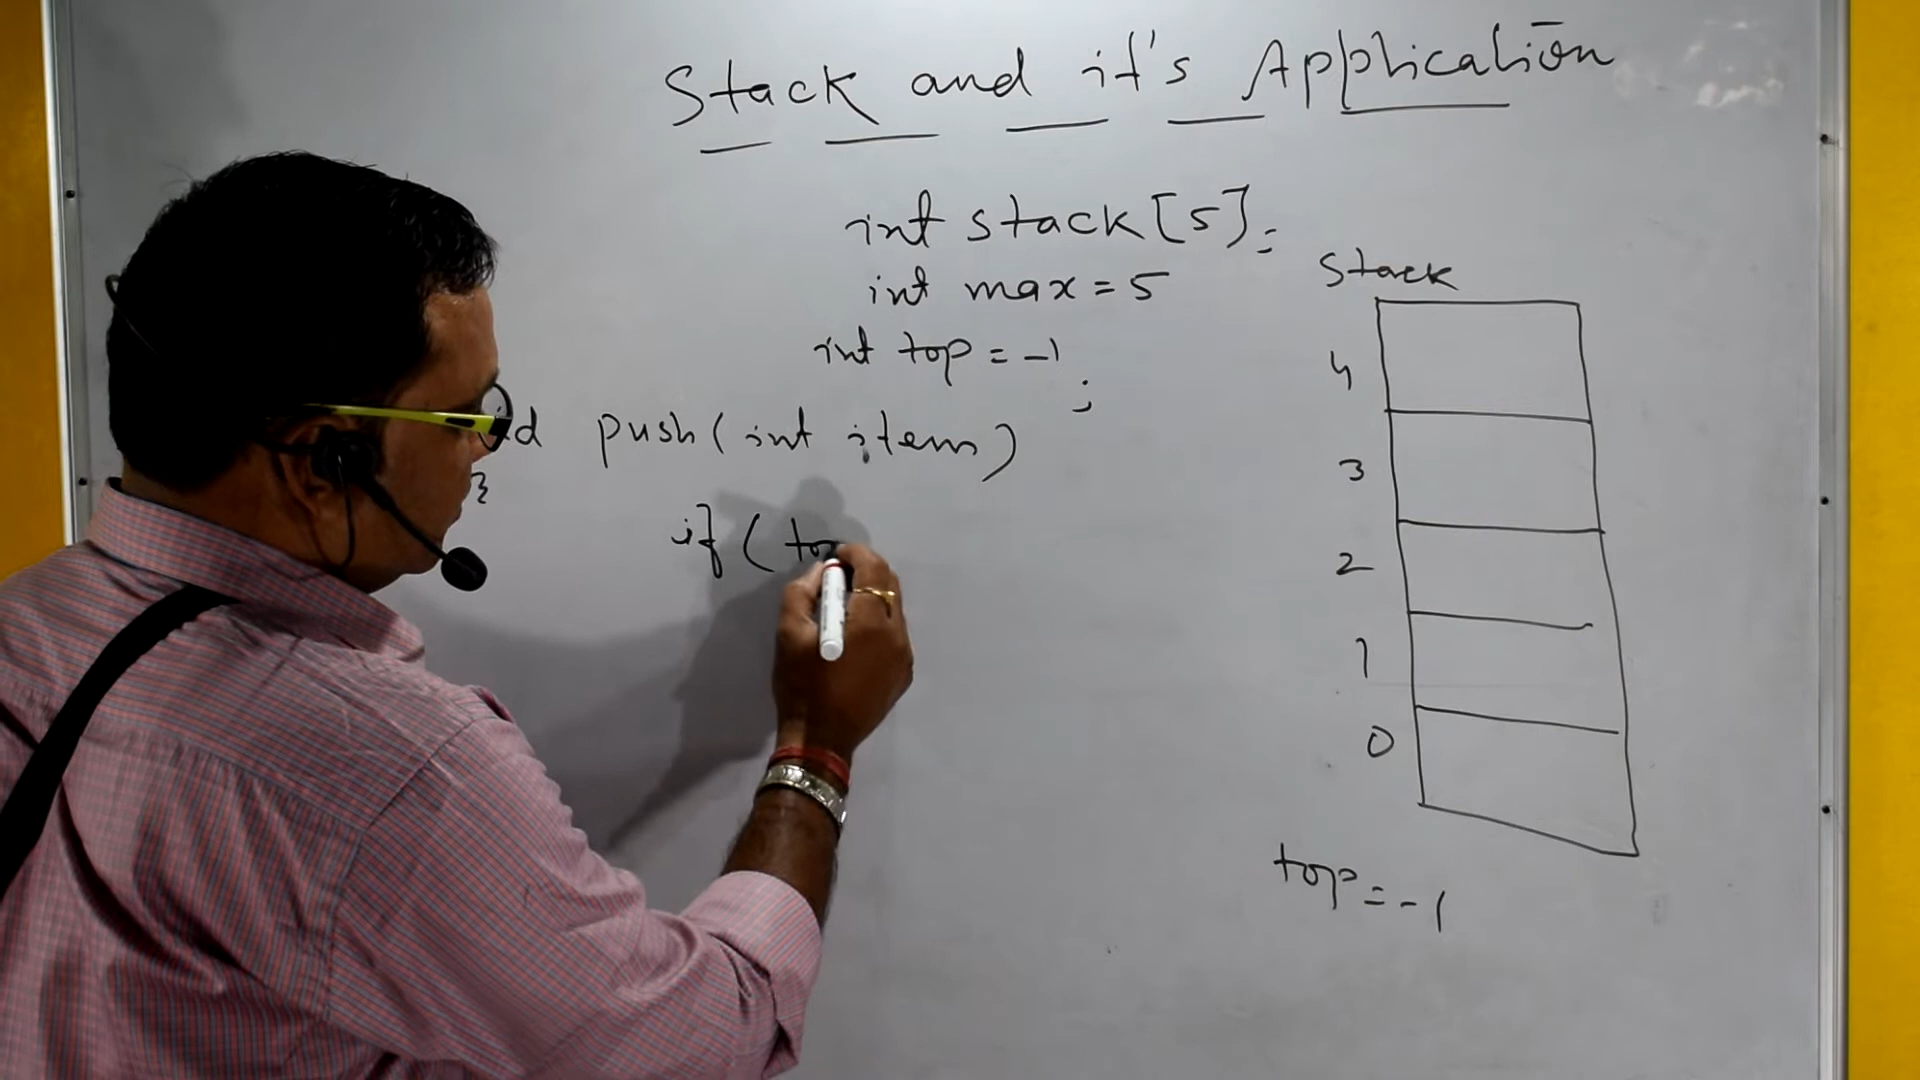 Stack and it's Application
int stack[5];
int max = 5
int top = -1 ;
id push(int item)
{
if (to
Stack
4
3
2
1
0
top = -1